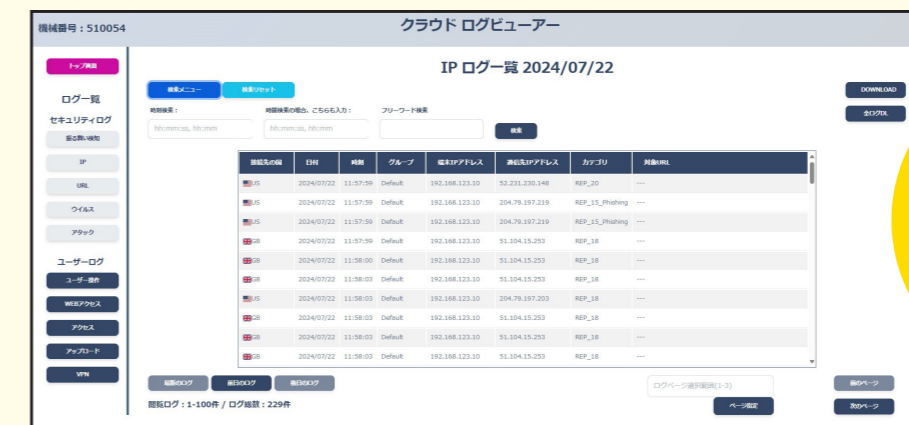 機械番号 : 510054
クラウド ログビューアー
トップ画面
ログ一覧
セキュリティログ
振る舞い検知
IP
URL
ウイルス
アタック
ユーザーログ
ユーザー操作
WEBアクセス
アクセス
アップロード
VPN
IP ログ一覧 2024/07/22
検索メニュー 検索リセット
DOWNLOAD
全ログDL
時刻検索： 時間検索の場合、こちらも入力： フリーワード検索
hh:mm:ss, hh:mm hh:mm:ss, hh:mm 検索
接続先の国 日付 時刻 グループ 端末IPアドレス 通信先IPアドレス カテゴリ 対象URL
US 2024/07/22 11:57:59 Default 192.168.123.10 52.231.230.148 REP_20 ---
US 2024/07/22 11:57:59 Default 192.168.123.10 204.79.197.219 REP_15_Phishing ---
US 2024/07/22 11:57:59 Default 192.168.123.10 204.79.197.219 REP_15_Phishing ---
GB 2024/07/22 11:57:59 Default 192.168.123.10 51.104.15.253 REP_18 ---
GB 2024/07/22 11:58:00 Default 192.168.123.10 51.104.15.253 REP_18 ---
GB 2024/07/22 11:58:03 Default 192.168.123.10 51.104.15.253 REP_18 ---
US 2024/07/22 11:58:03 Default 192.168.123.10 204.79.197.203 REP_18 ---
GB 2024/07/22 11:58:03 Default 192.168.123.10 51.104.15.253 REP_18 ---
GB 2024/07/22 11:58:03 Default 192.168.123.10 51.104.15.253 REP_18 ---
GB 2024/07/22 11:58:03 Default 192.168.123.10 51.104.15.253 REP_18 ---
最新のログ 前日のログ 後日のログ
ログページ選択範囲(1-3)
前のページ
閲覧ログ : 1-100件 / ログ総数 : 229件
ページ指定
次のページ